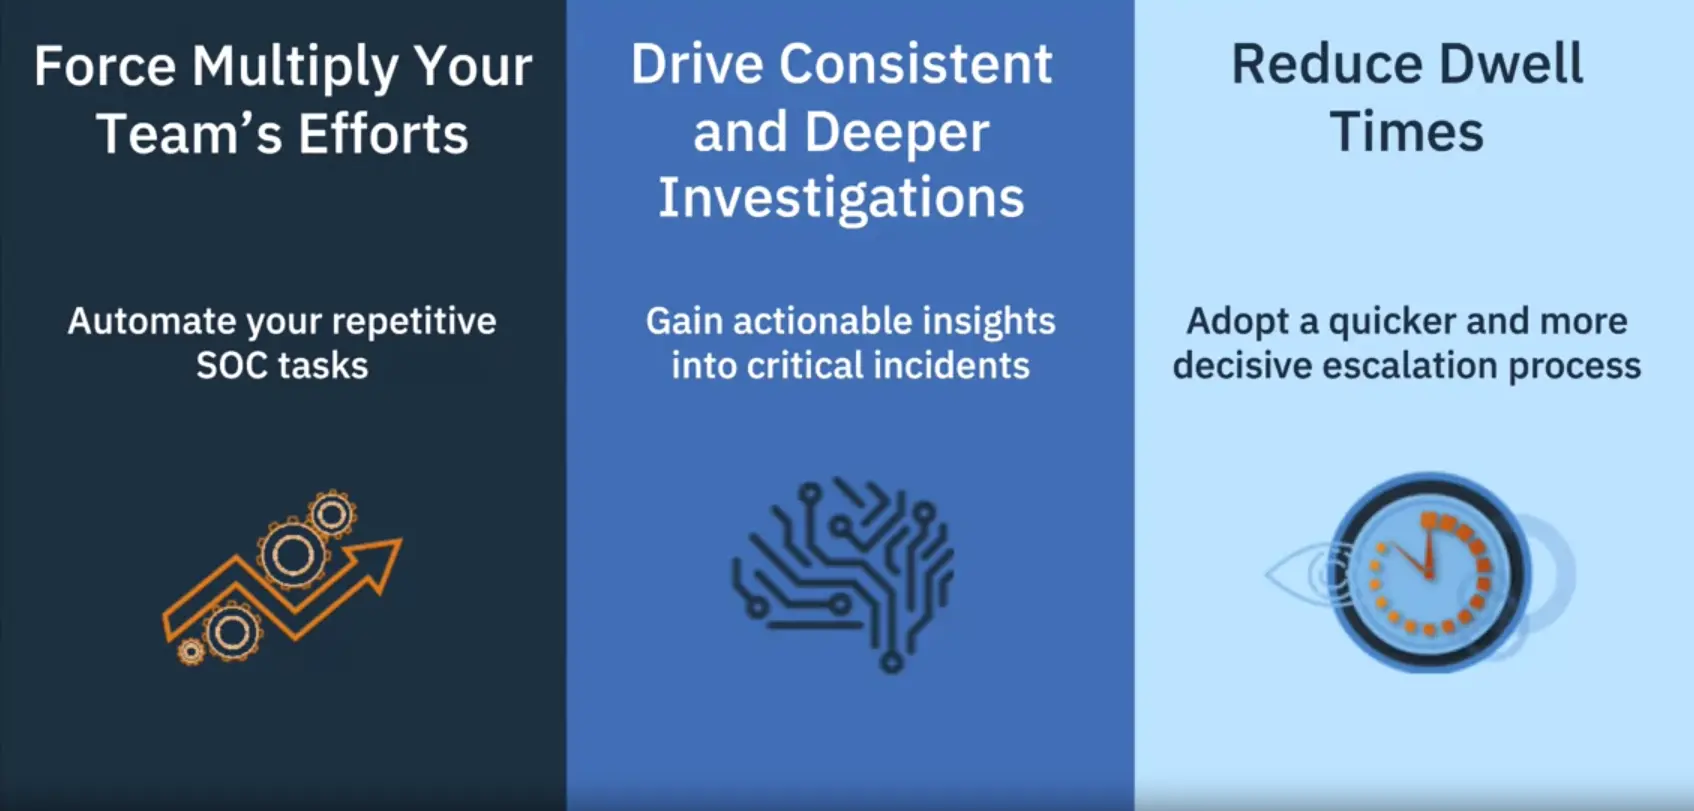 Force Multiply Your
Team’s Efforts
Automate your repetitive
SOC tasks
Drive Consistent
and Deeper
Investigations
Gain actionable insights
into critical incidents
Reduce Dwell
Times
Adopt a quicker and more
decisive escalation process